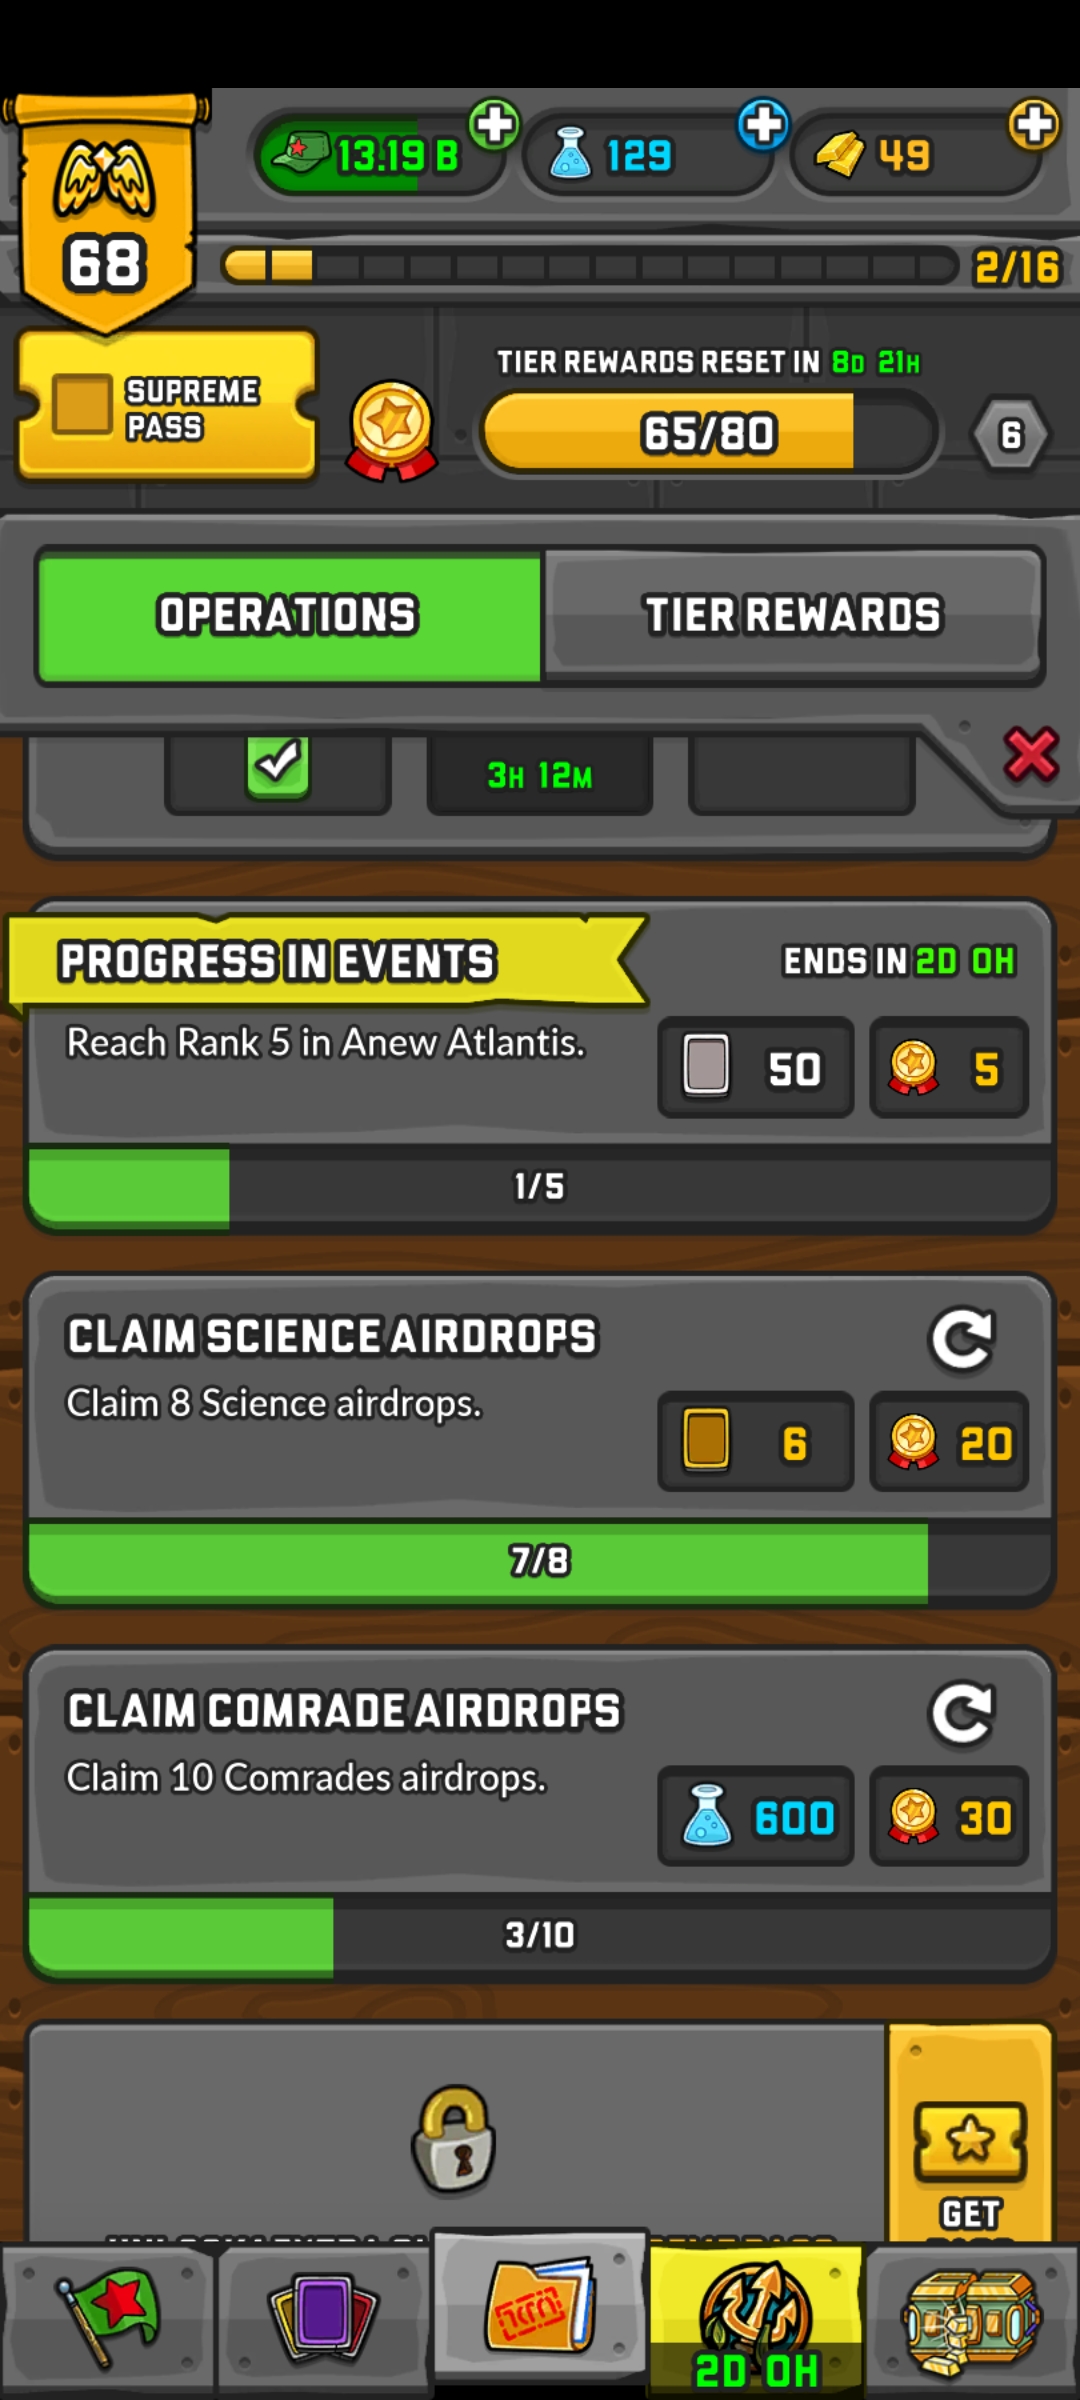 13.19 B
129
49
68
2/16
SUPREME
PASS
TIER REWARDS RESET IN 8D 21H
65/80
6
OPERATIONS
TIER REWARDS
3H 12M
PROGRESS IN EVENTS
ENDS IN 2D 0H
Reach Rank 5 in Anew Atlantis.
50
5
1/5
CLAIM SCIENCE AIRDROPS
Claim 8 Science airdrops.
6
20
7/8
CLAIM COMRADE AIRDROPS
Claim 10 Comrades airdrops.
600
30
3/10
GET
2D 0H